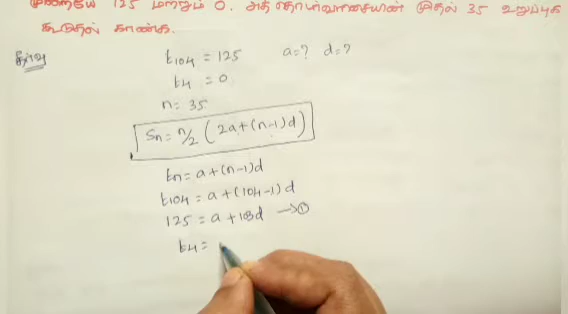 முறையே 125 மற்றும் 0. அத்தொடர்வரிசையின் முதல் 35 உறுப்புக
கூடுதல் காண்க.
தீர்வு
t104 = 125 a=? d=?
t4 = 0
n = 35
Sn = n/2 (2a+(n-1)d)
tn = a+(n-1)d
t104 = a+(104-1)d
125 = a+103d →①
t4 =